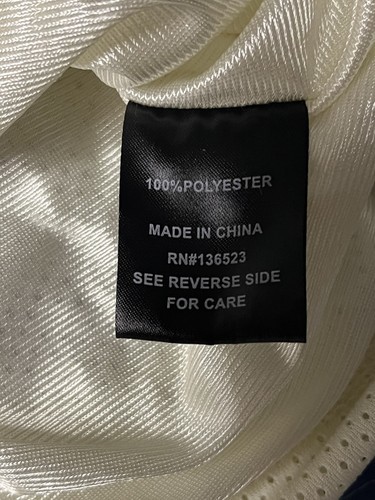 100%POLYESTER
MADE IN CHINA
RN#136523
SEE REVERSE SIDE
FOR CARE